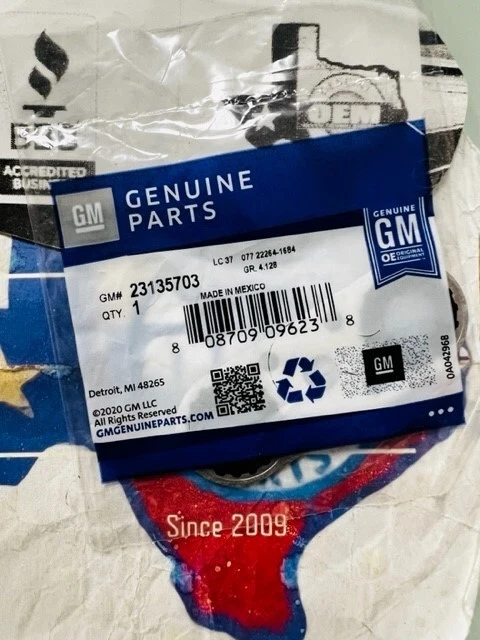 BBB
ACCREDITED
OEM
GM
GENUINE
PARTS
GENUINE
GM
OE ORIGINAL
EQUIPMENT
LC 37 077 22264-1684
GR. 4.128
GM# 23135703
QTY. 1
MADE IN MEXICO
8 08709 09623 8
GM
0A042968
Detroit, MI 48265
©2020 GM LLC
All Rights Reserved
GMGENUINEPARTS.COM
Since 2009